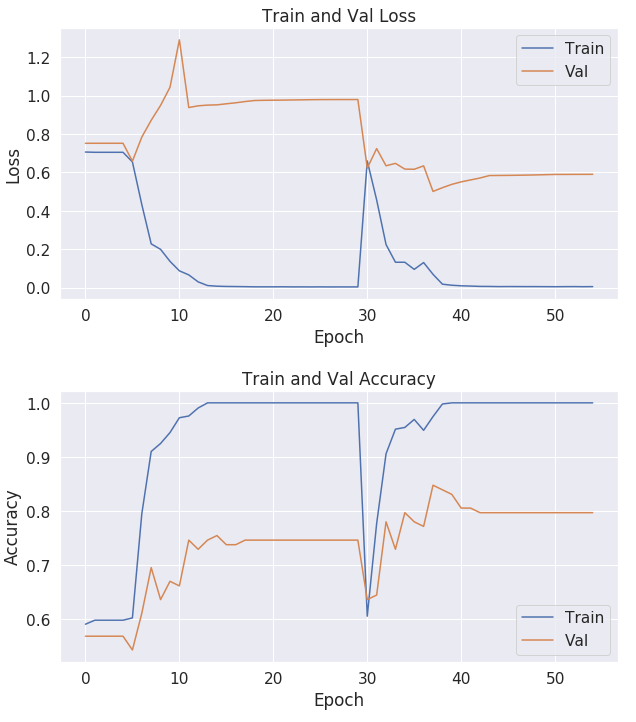 Train and Val Loss
1.2
1.0
0.8
0.6
0.4
0.2
0.0
Loss
Train
Val
0 10 20 30 40 50
Epoch
Train and Val Accuracy
1.0
0.9
0.8
0.7
0.6
Accuracy
Train
Val
0 10 20 30 40 50
Epoch